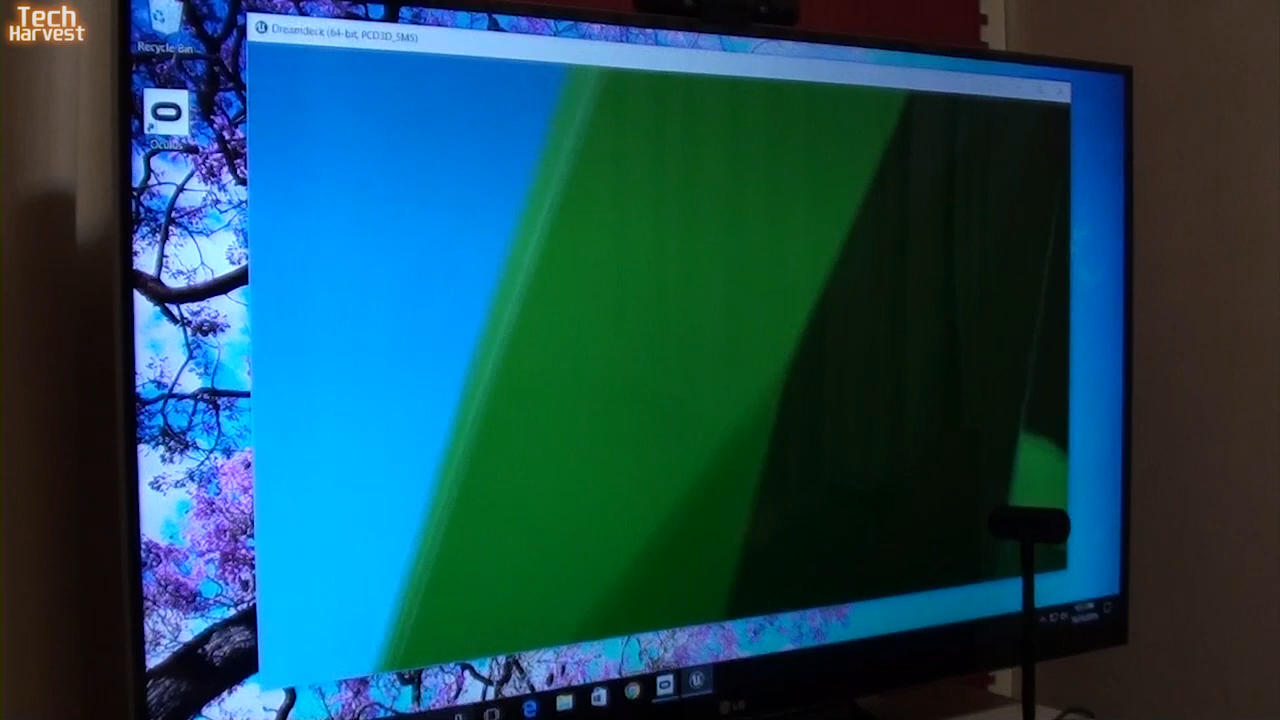 Tech
Harvest
Recycle Bin
Dreamdeck (64-bit, PCD3D_SM5)
Oculus
LG